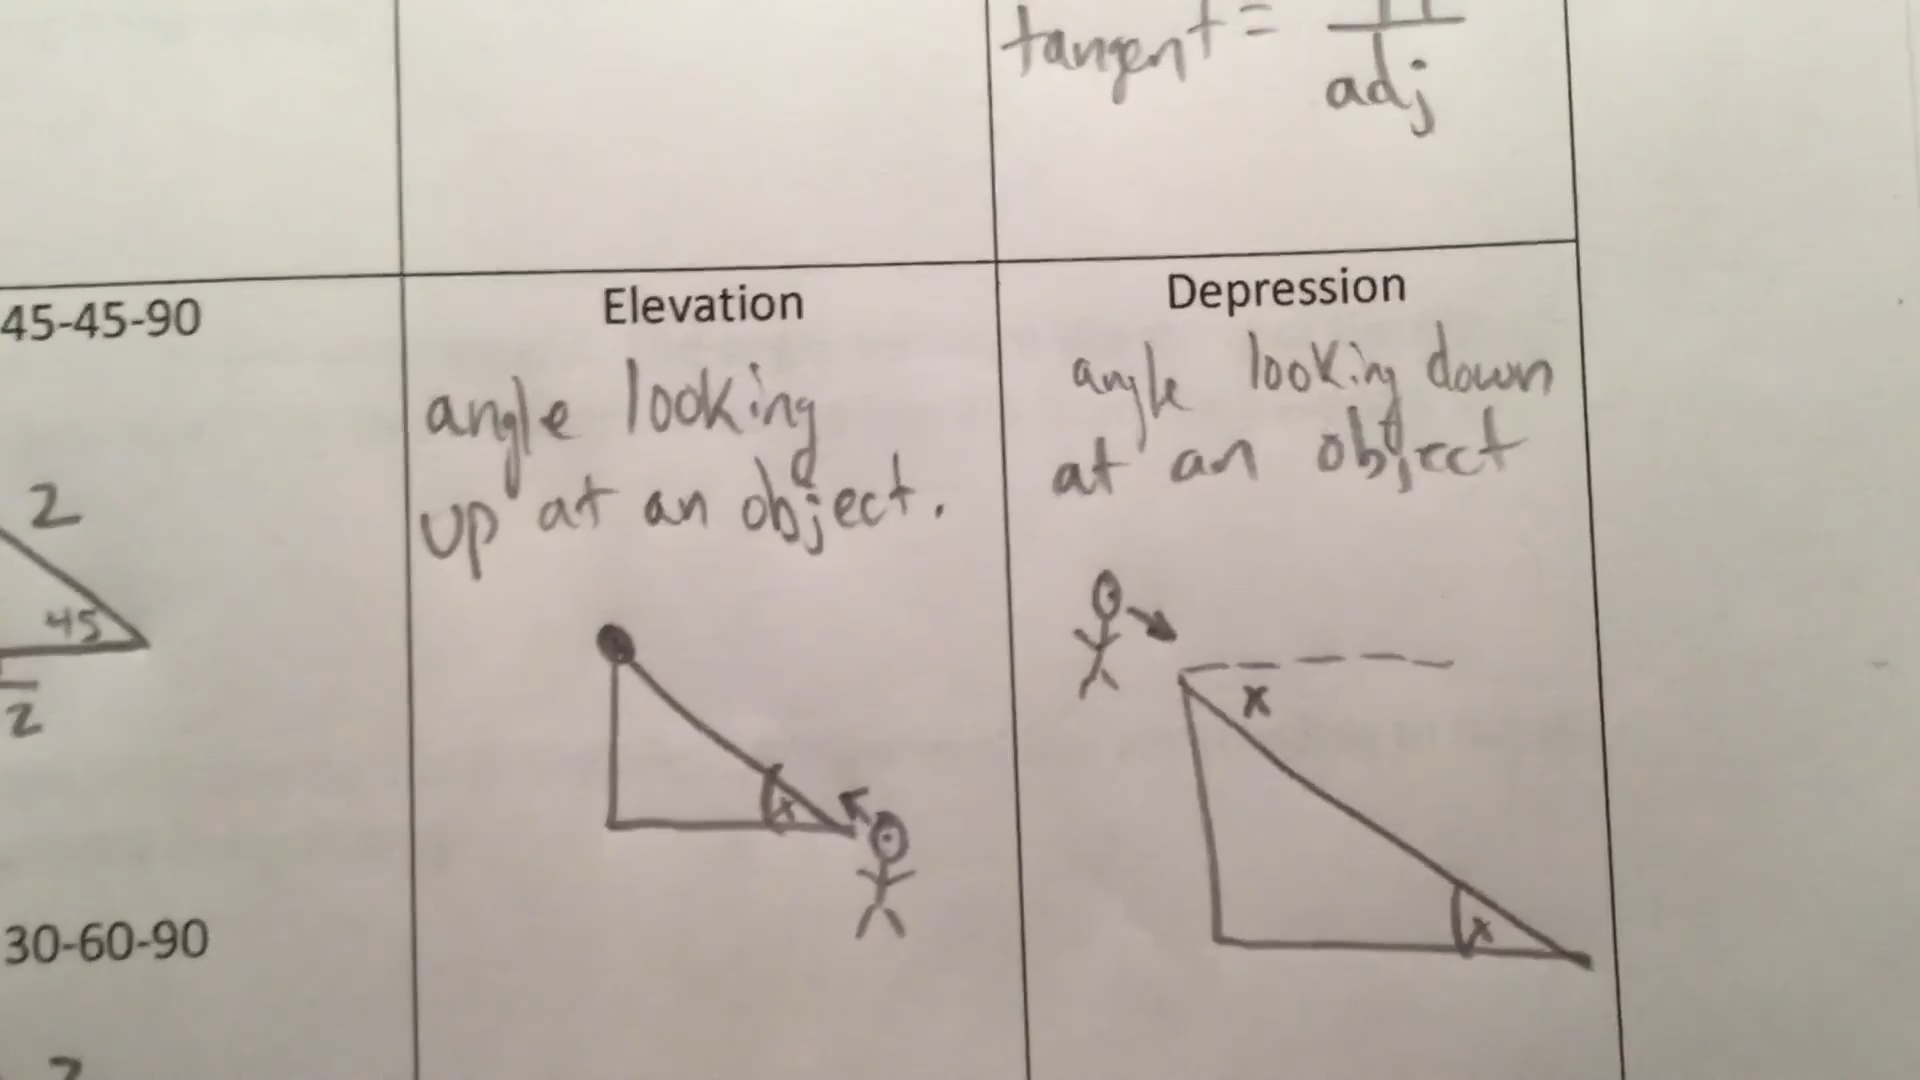 tangent =
adj
45-45-90
2
45
2
30-60-90
Elevation
angle looking
up at an object.
x
Depression
angle looking down
at an object
x
x